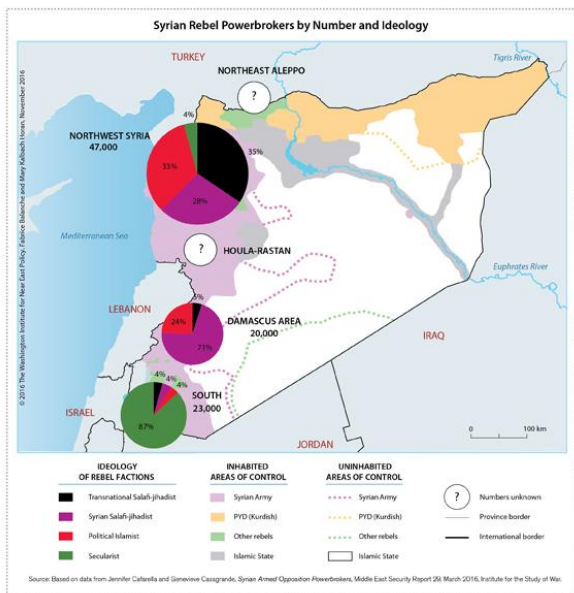 Syrian Rebel Powerbrokers by Number and Ideology
TURKEY
Tigris River
NORTHEAST ALEPPO
?
4%
NORTHWEST SYRIA
47,000
35%
33%
28%
Mediterranean Sea
?
HOULA-RASTAN
Euphrates River
LEBANON
5%
24%
DAMASCUS AREA
20,000
71%
IRAQ
4%
4%
4%
SOUTH
23,000
ISRAEL
87%
JORDAN
0
100 km
© 2016 The Washington Institute for Near East Policy, Fabrice Balanche and Mary Kalbach Horan, November 2016
IDEOLOGY
OF REBEL FACTIONS
Transnational Salafi-jihadist
Syrian Salafi-jihadist
Political Islamist
Secularist
INHABITED
AREAS OF CONTROL
Syrian Army
PYD (Kurdish)
Other rebels
Islamic State
UNINHABITED
AREAS OF CONTROL
Syrian Army
PYD (Kurdish)
Other rebels
Islamic State
?
Numbers unknown
Province border
International border
Source: Based on data from Jennifer Cafarella and Genevieve Casagrande, Syrian Armed Opposition Powerbrokers, Middle East Security Report 29, March 2016, Institute for the Study of War.